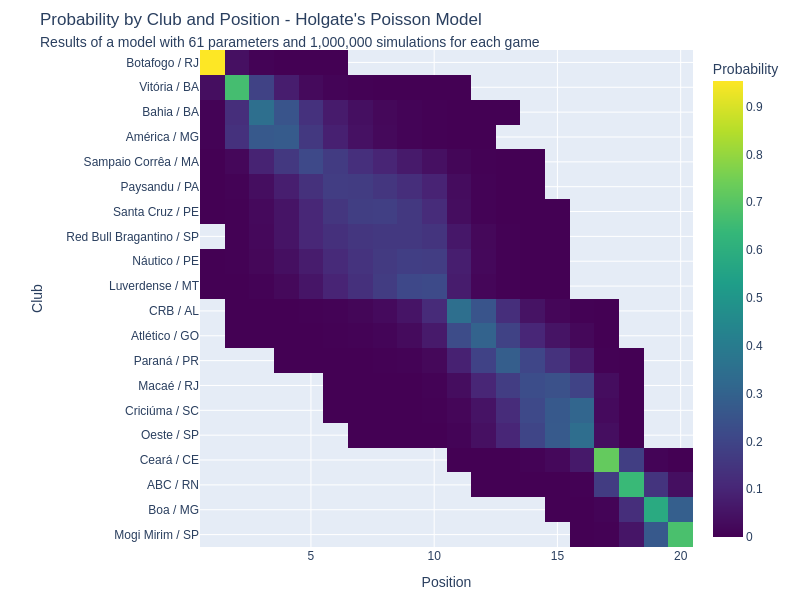 Probability by Club and Position - Holgate's Poisson Model
Results of a model with 61 parameters and 1,000,000 simulations for each game
Probability
Botafogo / RJ
Vitória / BA
Bahia / BA
América / MG
Sampaio Corrêa / MA
Paysandu / PA
Santa Cruz / PE
Red Bull Bragantino / SP
Náutico / PE
Luverdense / MT
CRB / AL
Atlético / GO
Paraná / PR
Macaé / RJ
Criciúma / SC
Oeste / SP
Ceará / CE
ABC / RN
Boa / MG
Mogi Mirim / SP
Club
5
10
15
20
Position
0.9
0.8
0.7
0.6
0.5
0.4
0.3
0.2
0.1
0